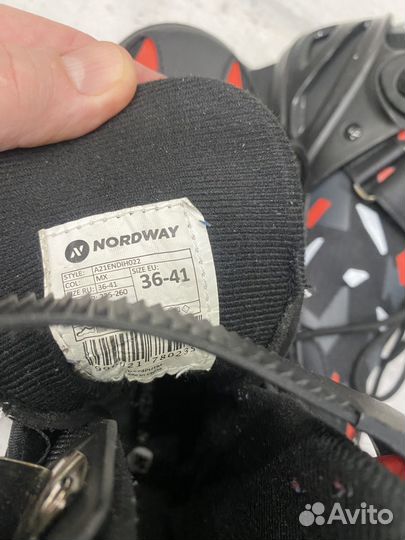 NORDWAY
STYLE: A21ENDIH022
COL: MX
SIZE RU: 36-41
SIZE EU: 36-41
Avito